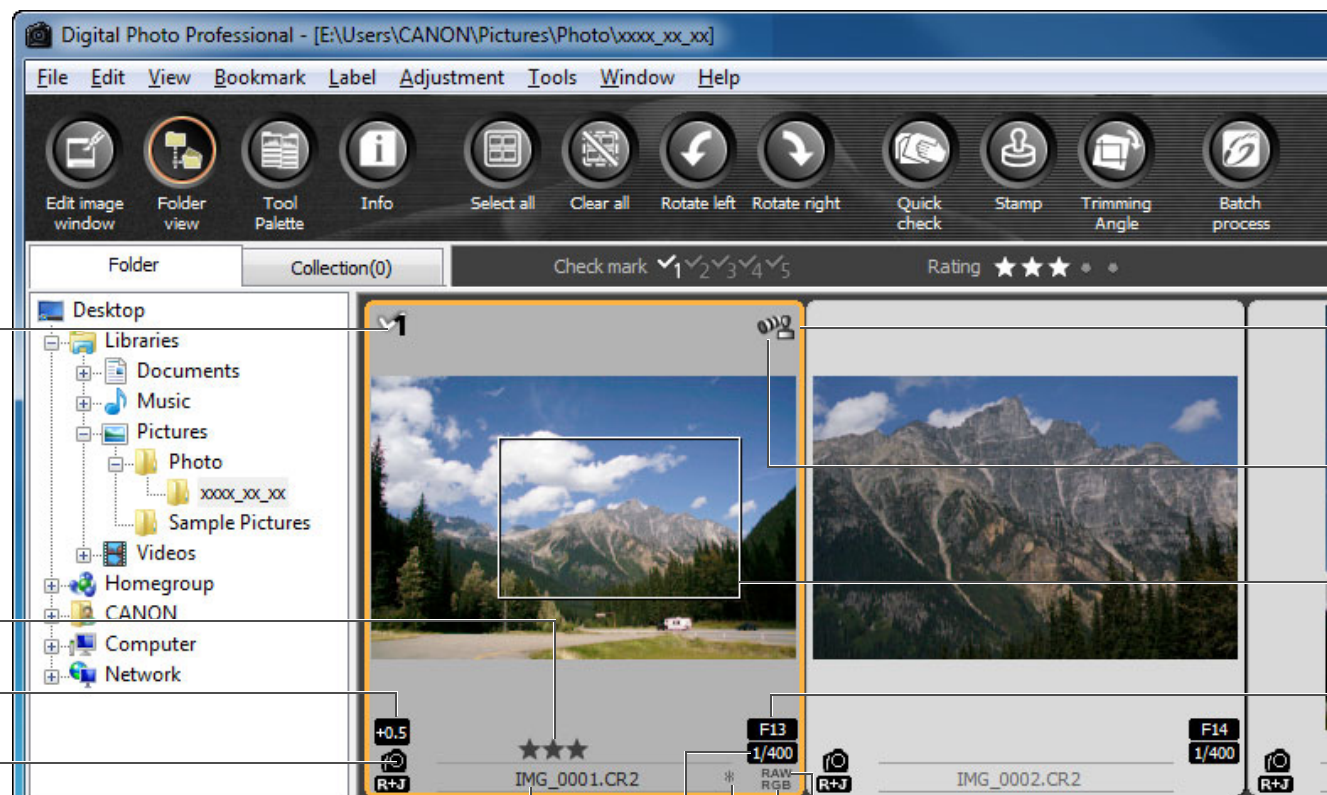 Digital Photo Professional - [E:\Users\CANON\Pictures\Photo\xxxx_xx_xx]
File Edit View Bookmark Label Adjustment Tools Window Help
Edit image window
Folder view
Tool Palette
Info
Select all
Clear all
Rotate left
Rotate right
Quick check
Stamp
Trimming Angle
Batch process
Folder
Collection(0)
Check mark 1 2 3 4 5
Rating
Desktop
Libraries
Documents
Music
Pictures
Photo
xxxx_xx_xx
Sample Pictures
Videos
Homegroup
CANON
Computer
Network
1
+0.5
R+J
F13
1/400
IMG_0001.CR2
RAW
RGB
R+J
F14
1/400
IMG_0002.CR2
R+J